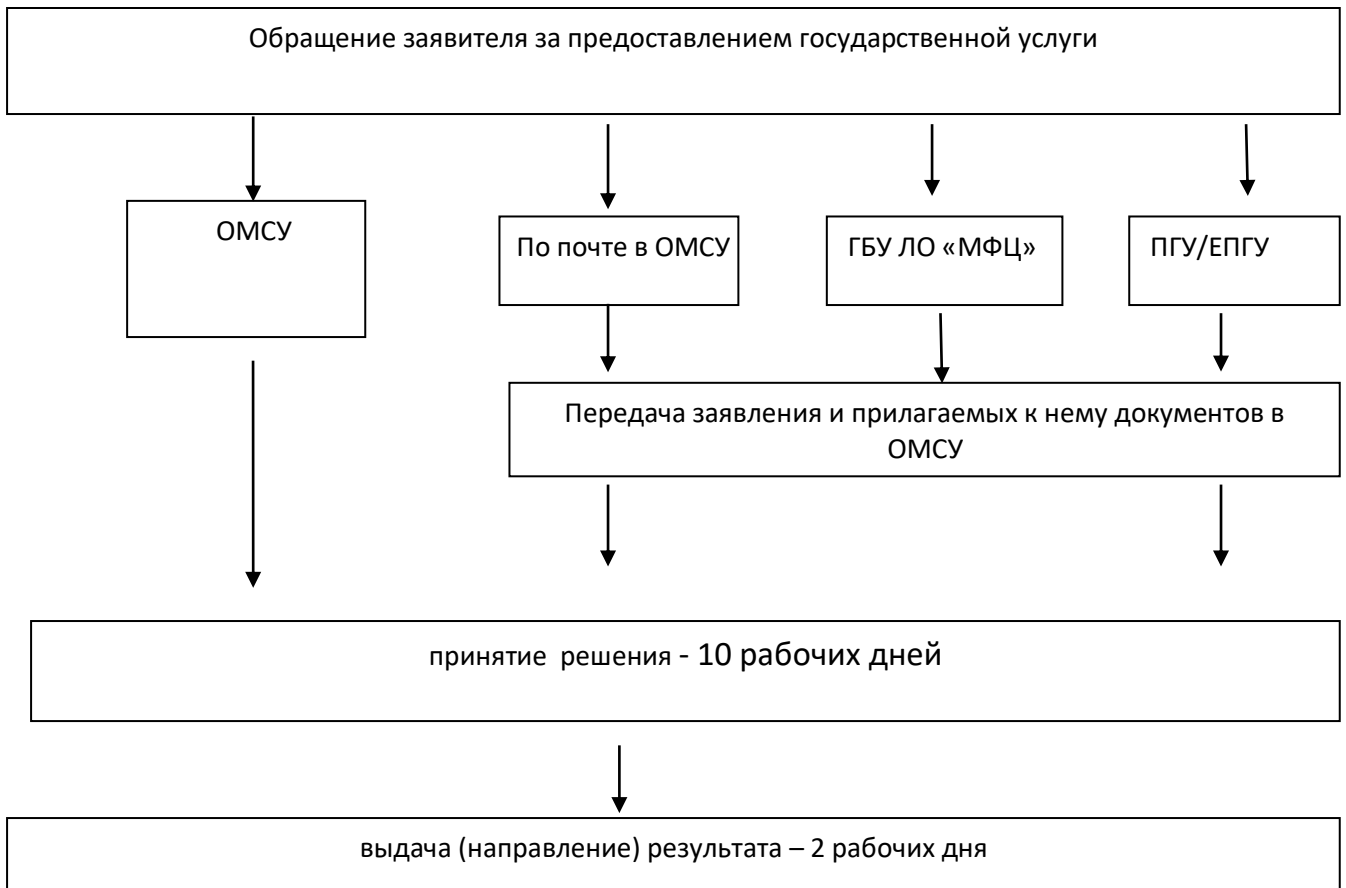 Обращение заявителя за предоставлением государственной услуги
ОМСУ
По почте в ОМСУ
ГБУ ЛО «МФЦ»
ПГУ/ЕПГУ
Передача заявления и прилагаемых к нему документов в
ОМСУ
принятие решения - 10 рабочих дней
выдача (направление) результата – 2 рабочих дня